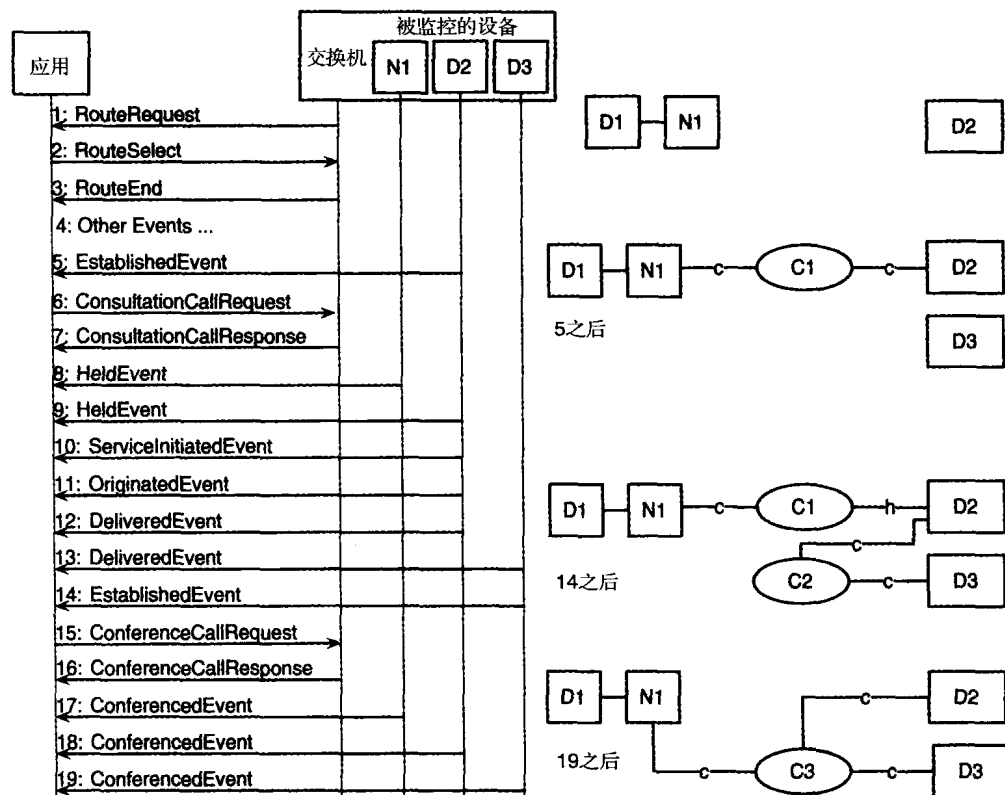 被监控的设备
应用
交换机 N1 D2 D3
1: RouteRequest
2: RouteSelect
3: RouteEnd
4: Other Events ...
5: EstablishedEvent
6: ConsultationCallRequest
7: ConsultationCallResponse
8: HeldEvent
9: HeldEvent
10: ServiceInitiatedEvent
11: OriginatedEvent
12: DeliveredEvent
13: DeliveredEvent
14: EstablishedEvent
15: ConferenceCallRequest
16: ConferenceCallResponse
17: ConferencedEvent
18: ConferencedEvent
19: ConferencedEvent
D1 N1 D2
D1 N1 c C1 c D2
5之后 D3
D1 N1 c C1 h D2
c
14之后 C2 c D3
D1 N1 c D2
19之后 c C3 c D3